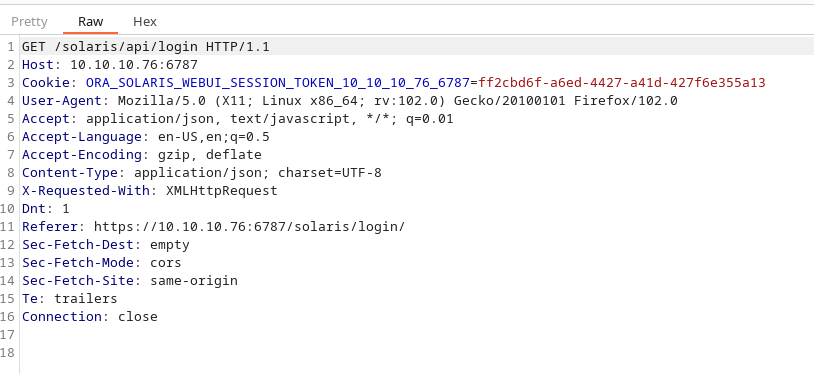 Pretty Raw Hex
1 GET /solaris/api/login HTTP/1.1
2 Host: 10.10.10.76:6787
3 Cookie: ORA_SOLARIS_WEBUI_SESSION_TOKEN_10_10_10_76_6787=ff2cbd6f-a6ed-4427-a41d-427f6e355a13
4 User-Agent: Mozilla/5.0 (X11; Linux x86_64; rv:102.0) Gecko/20100101 Firefox/102.0
5 Accept: application/json, text/javascript, */*; q=0.01
6 Accept-Language: en-US,en;q=0.5
7 Accept-Encoding: gzip, deflate
8 Content-Type: application/json; charset=UTF-8
9 X-Requested-With: XMLHttpRequest
10 Dnt: 1
11 Referer: https://10.10.10.76:6787/solaris/login/
12 Sec-Fetch-Dest: empty
13 Sec-Fetch-Mode: cors
14 Sec-Fetch-Site: same-origin
15 Te: trailers
16 Connection: close
17
18